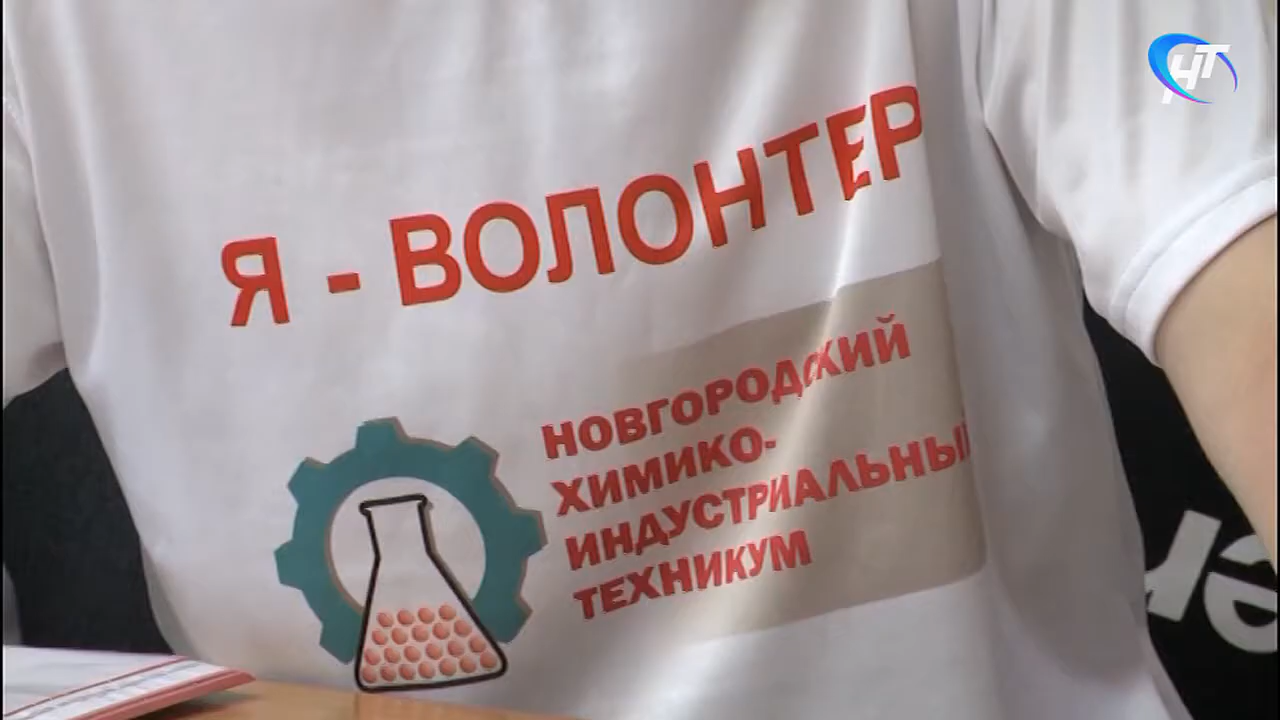 НТ
Я - ВОЛОНТЕР
НОВГОРОДСКИЙ
ХИМИКО-
ИНДУСТРИАЛЬНЫЙ
ТЕХНИКУМ